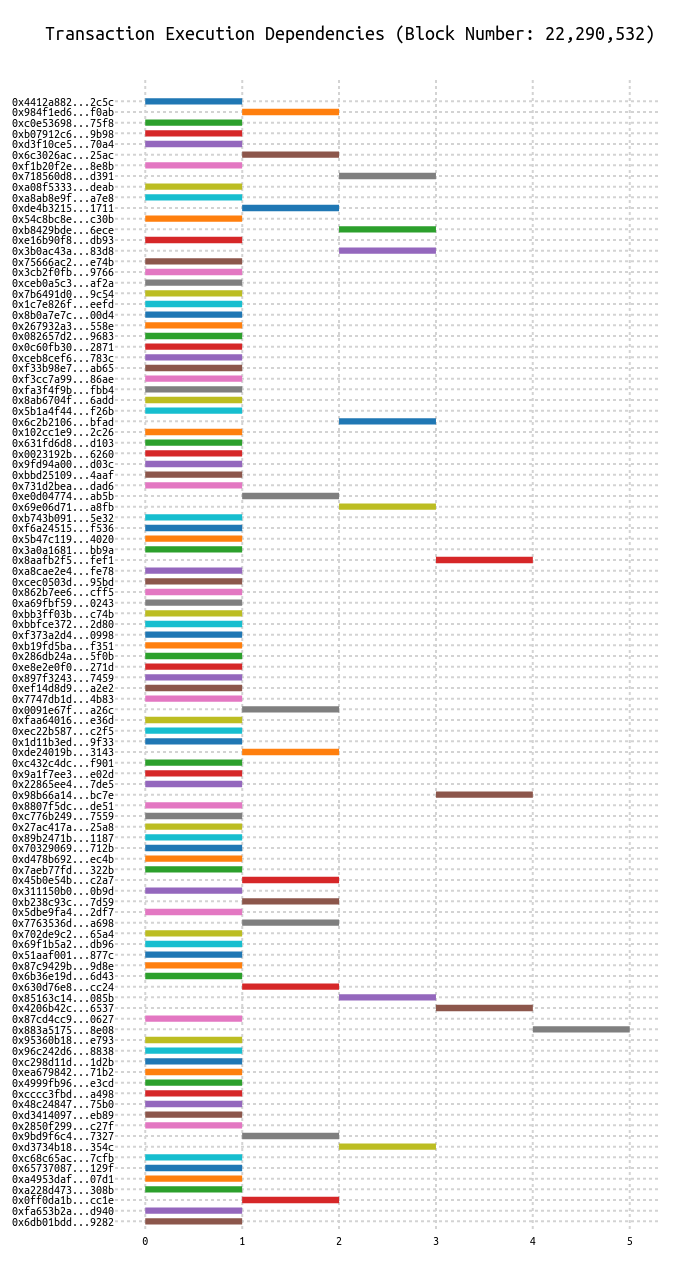 Transaction Execution Dependencies (Block Number: 22,290,532)
0x4412a882...2c5c
0x984f1ed6...f0ab
0xc0e53698...75f8
0xb07912c6...9b98
0xd3f10ce5...70a4
0x6c3026ac...25ac
0xf1b20f2e...8e8b
0x718560d8...d391
0xa08f5333...deab
0xa8ab8e9f...a7e8
0xde4b3215...1711
0x54c8bc8e...c30b
0xb8429bde...6ece
0xe16b90f8...db93
0x3b0ac43a...83d8
0x75666ac2...e74b
0x3cb2f0fb...9766
0xceb0a5c3...af2a
0x7b6491d0...9c54
0x1c7e826f...eefd
0x8b0a7e7c...00d4
0x267932a3...558e
0x082657d2...9683
0x0c60fb30...2871
0xceb8cef6...783c
0xf33b98e7...ab65
0xf3cc7a99...86ae
0xfa3f4f9b...fbb4
0x8ab6704f...6add
0x5b1a4f44...f26b
0x6c2b2106...bfad
0x102cc1e9...2c26
0x631fd6d8...d103
0x0023192b...6260
0x9fd94a00...d03c
0xbbd25109...4aaf
0x731d2bea...dad6
0xe0d04774...ab5b
0x69e06d71...a8fb
0xb743b091...5e32
0xf6a24515...f536
0x5b47c119...4020
0x3a0a1681...bb9a
0x8aafb2f5...fef1
0xa8cae2e4...fe78
0xcec0503d...95bd
0x862b7ee6...cff5
0xa69fbf59...0243
0xbb3ff03b...c74b
0xbbfce372...2d80
0xf373a2d4...0998
0xb19fd5ba...f351
0x286db24a...5f0b
0xe8e2e0f0...271d
0x897f3243...7459
0xef14d8d9...a2e2
0x7747db1d...4b83
0x0091e67f...a26c
0xfaa64016...e36d
0xec22b587...c2f5
0x1d11b3ed...9f33
0xde24019b...3143
0xc432c4dc...f901
0x9a1f7ee3...e02d
0x22865ee4...7de5
0x98b66a14...bc7e
0x8807f5dc...de51
0xc776b249...7559
0x27ac417a...25a8
0x89b2471b...1187
0x70329069...712b
0xd478b692...ec4b
0x7aeb77fd...322b
0x45b0e54b...c2a7
0x311150b0...0b9d
0xb238c93c...7d59
0x5dbe9fa4...2df7
0x7763536d...a698
0x702de9c2...65a4
0x69f1b5a2...db96
0x51aaf001...877c
0x87c9429b...9d8e
0x6b36e19d...6d43
0x630d76e8...cc24
0x85163c14...085b
0x4206b42c...6537
0x87cd4cc9...0627
0x883a5175...8e08
0x95360b18...e793
0x96c242d6...8838
0xc298d11d...1d2b
0xea679842...71b2
0x4999fb96...e3cd
0xcccc3fbd...a498
0x48c24847...75b0
0xd3414097...eb89
0x2850f299...c27f
0x9bd9f6c4...7327
0xd3734b18...354c
0xc68c65ac...7cfb
0x65737087...129f
0xa4953daf...07d1
0xa228d473...308b
0x0ff0da1b...cc1e
0xfa653b2a...d940
0x6db01bdd...9282
0 1 2 3 4 5